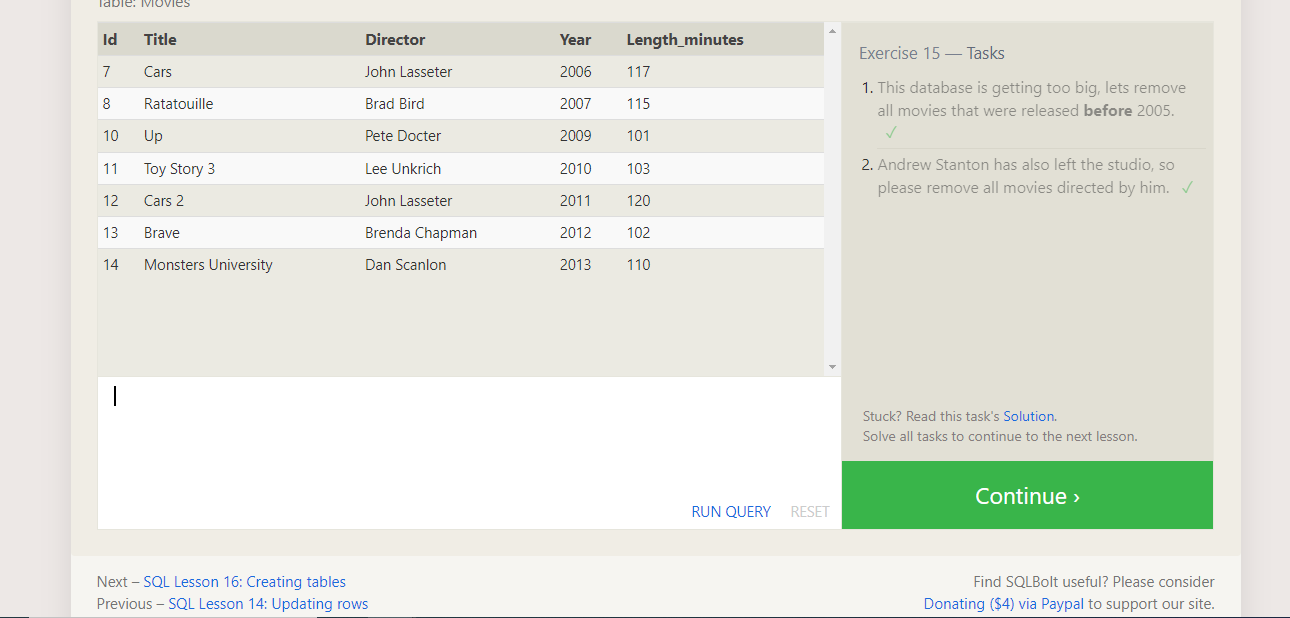 Table: Movies
Id Title Director Year Length_minutes
7 Cars John Lasseter 2006 117
8 Ratatouille Brad Bird 2007 115
10 Up Pete Docter 2009 101
11 Toy Story 3 Lee Unkrich 2010 103
12 Cars 2 John Lasseter 2011 120
13 Brave Brenda Chapman 2012 102
14 Monsters University Dan Scanlon 2013 110
RUN QUERY RESET
Exercise 15 — Tasks
1. This database is getting too big, lets remove
all movies that were released before 2005.
✓
2. Andrew Stanton has also left the studio, so
please remove all movies directed by him. ✓
Stuck? Read this task's Solution.
Solve all tasks to continue to the next lesson.
Continue ›
Next – SQL Lesson 16: Creating tables
Previous – SQL Lesson 14: Updating rows
Find SQLBolt useful? Please consider
Donating ($4) via Paypal to support our site.